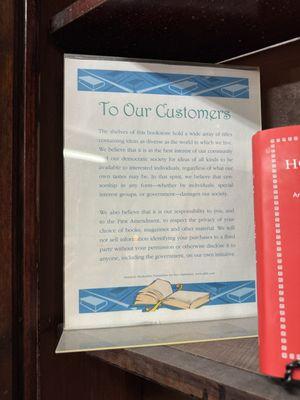 To Our Customers
The shelves of this bookstore hold a wide array of titles
containing ideas as diverse as the world in which we live.
We believe that it is in the best interest of our community
and our democratic society for ideas of all kinds to be
available to interested individuals, regardless of what our
own tastes may be. In that spirit, we believe that cen-
sorship in any form—whether by individuals, special
interest groups, or government—damages our society.
We also believe that it is our responsibility to you, and
to the First Amendment, to respect the privacy of your
choice of books, magazines and other material. We will
not sell information identifying your purchases to a third
party without your permission or otherwise disclose it to
anyone, including the government, on our own initiative.